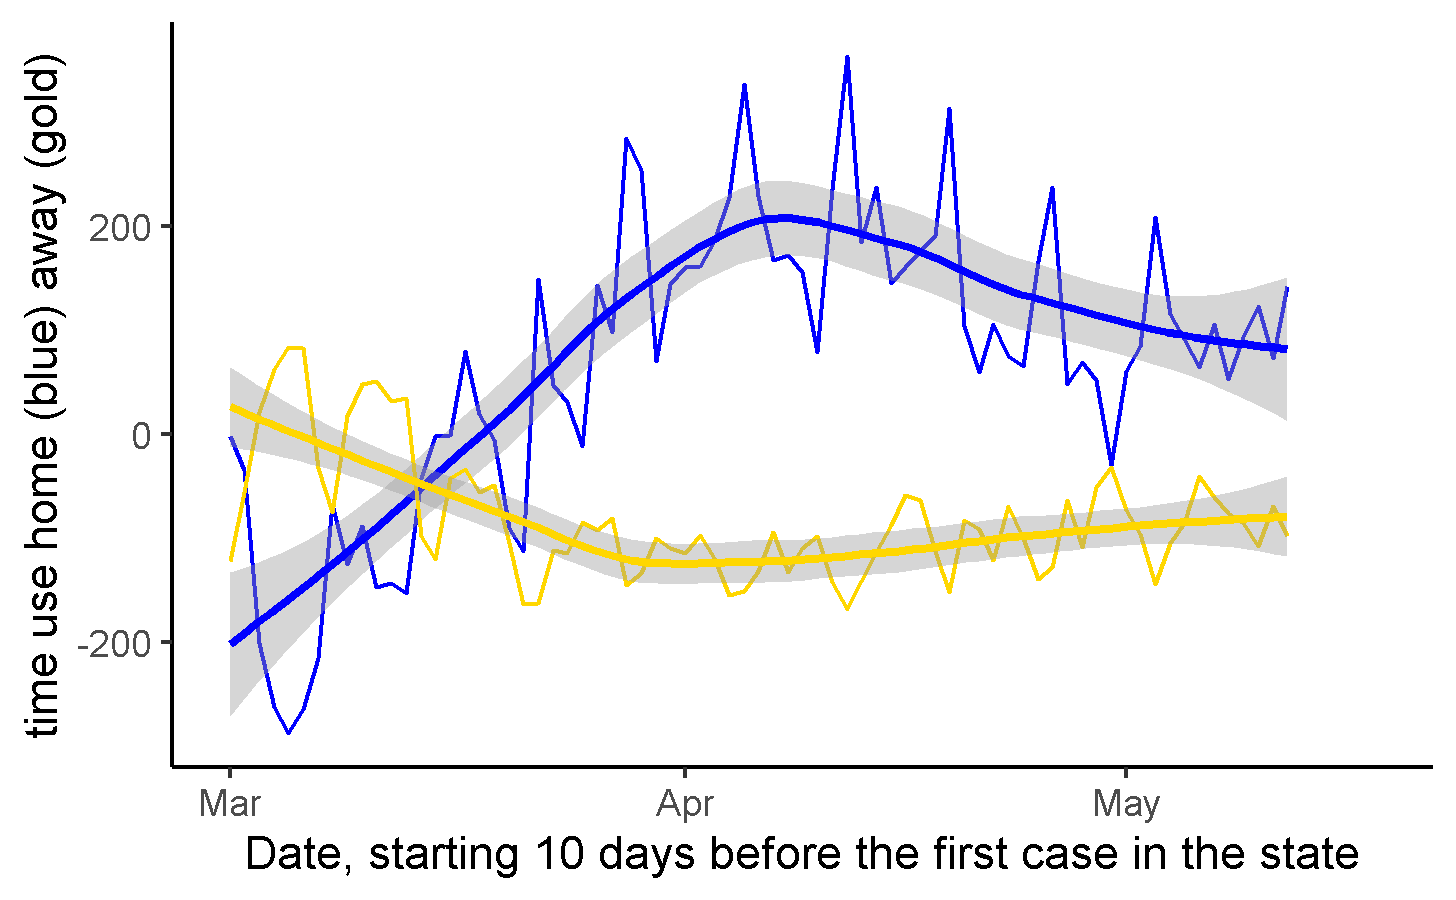 time use home (blue) away (gold)
200
0
-200
Mar
Apr
May
Date, starting 10 days before the first case in the state